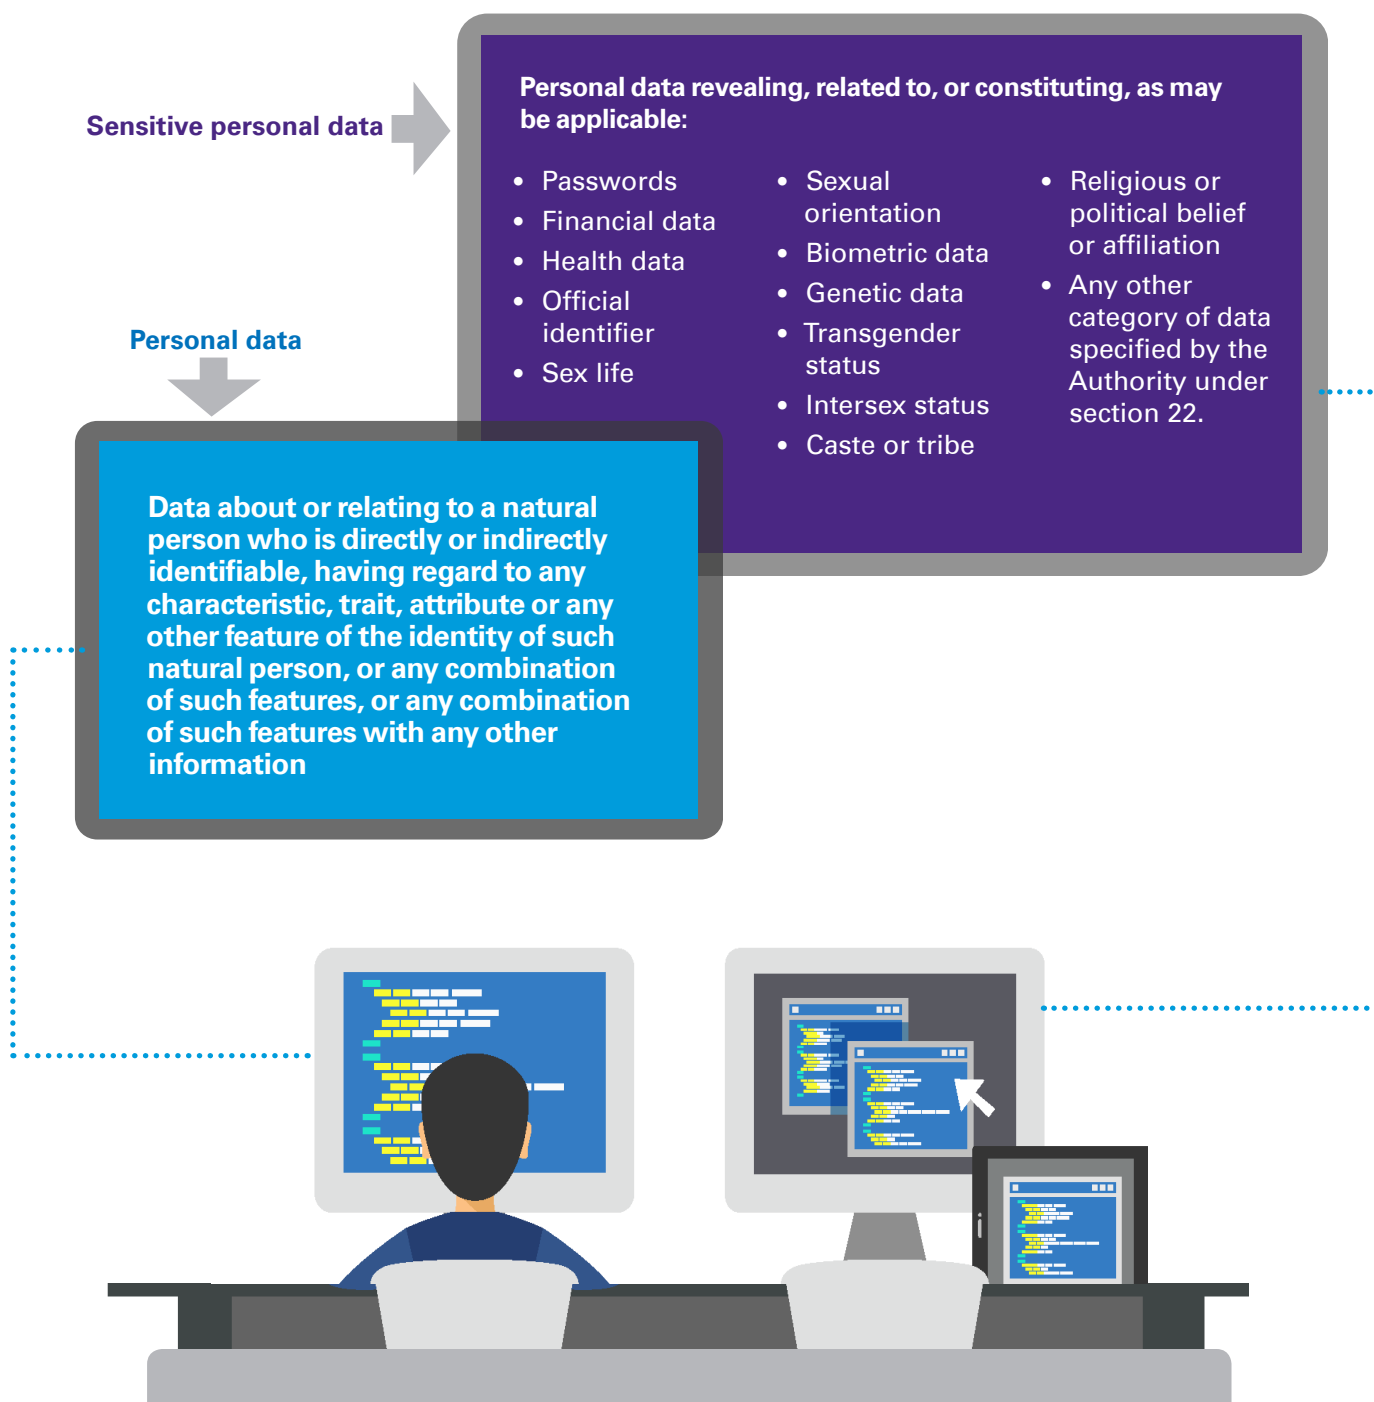 Sensitive personal data
Personal data revealing, related to, or constituting, as may
be applicable:
• Passwords
• Financial data
• Health data
• Official
identifier
• Sex life
• Sexual
orientation
• Biometric data
• Genetic data
• Transgender
status
• Intersex status
• Caste or tribe
• Religious or
political belief
or affiliation
• Any other
category of data
specified by the
Authority under
section 22.
Personal data
Data about or relating to a natural
person who is directly or indirectly
identifiable, having regard to any
characteristic, trait, attribute or any
other feature of the identity of such
natural person, or any combination
of such features, or any combination
of such features with any other
information